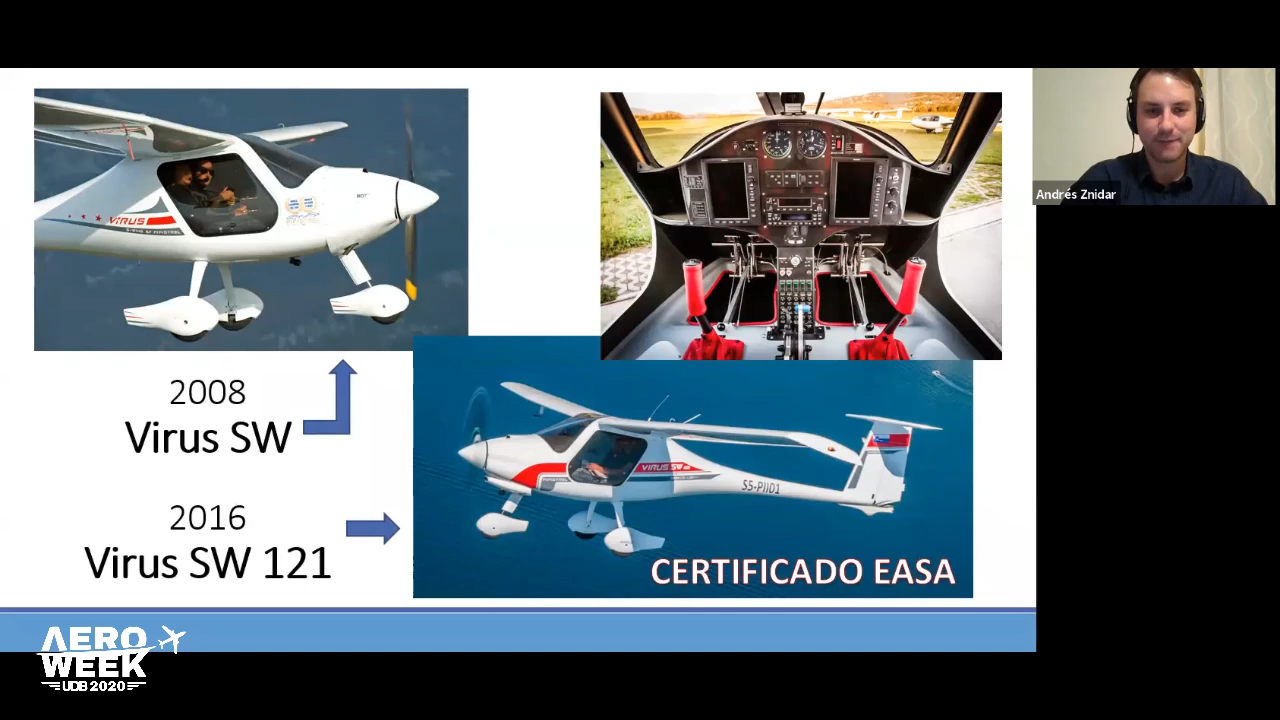 VIRUS
Andrés Znidar
2008
Virus SW
VIRUS SW
S5-PII01
2016
Virus SW 121
CERTIFICADO EASA
AERO
WEEK
UDB 2020